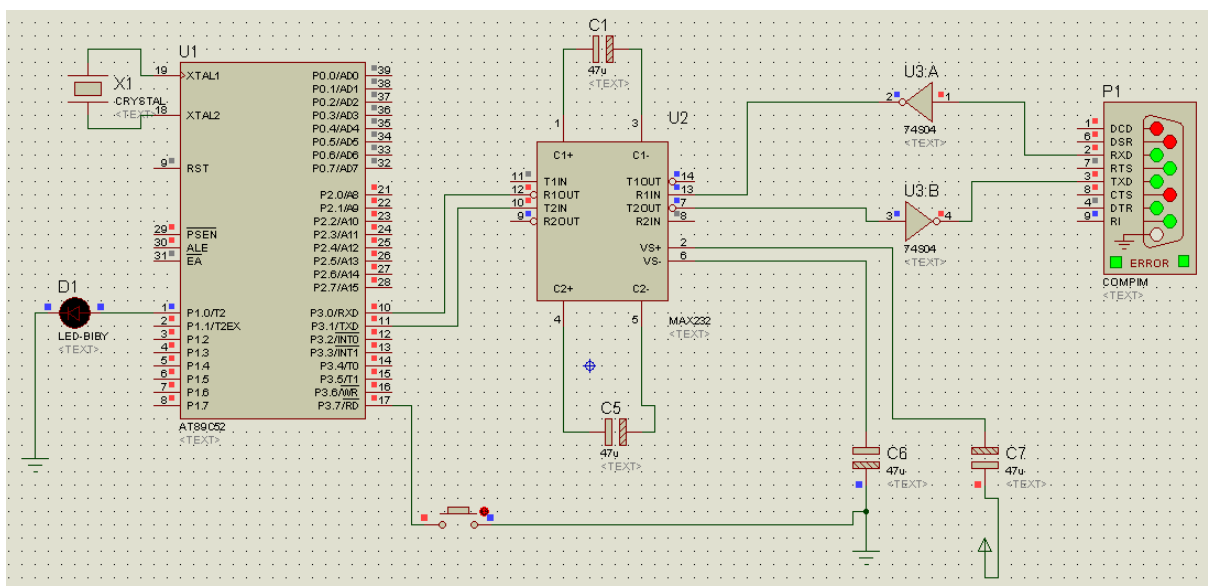 U1
19 XTAL1 P0.0/AD0 39
P0.1/AD1 38
P0.2/AD2 37
18 XTAL2 P0.3/AD3 36
P0.4/AD4 35
P0.5/AD5 34
P0.6/AD6 33
9 RST P0.7/AD7 32
P2.0/A8 21
P2.1/A9 22
P2.2/A10 23
29 PSEN P2.3/A11 24
30 ALE P2.4/A12 25
31 EA P2.5/A13 26
P2.6/A14 27
P2.7/A15 28
1 P1.0/T2 P3.0/RXD 10
2 P1.1/T2EX P3.1/TXD 11
3 P1.2 P3.2/INT0 12
4 P1.3 P3.3/INT1 13
5 P1.4 P3.4/T0 14
6 P1.5 P3.5/T1 15
7 P1.6 P3.6/WR 16
8 P1.7 P3.7/RD 17
AT89C52
<TEXT>
X1
CRYSTAL
<TEXT>
D1
LED-BIBY
<TEXT>
C1
47u
<TEXT>
U2
1 3
C1+ C1-
11 T1IN T1OUT 14
12 R1OUT R1IN 13
10 T2IN T2OUT 7
9 R2OUT R2IN 8
VS+ 2
VS- 6
C2+ C2-
4 5
MAX232
<TEXT>
C5
47u
<TEXT>
U3:A
2 1
74S04
<TEXT>
U3:B
3 4
74S04
<TEXT>
P1
1 DCD
6 DSR
2 RXD
7 RTS
3 TXD
8 CTS
4 DTR
9 RI
ERROR
COMPIM
<TEXT>
C6
47u
<TEXT>
C7
47u
<TEXT>